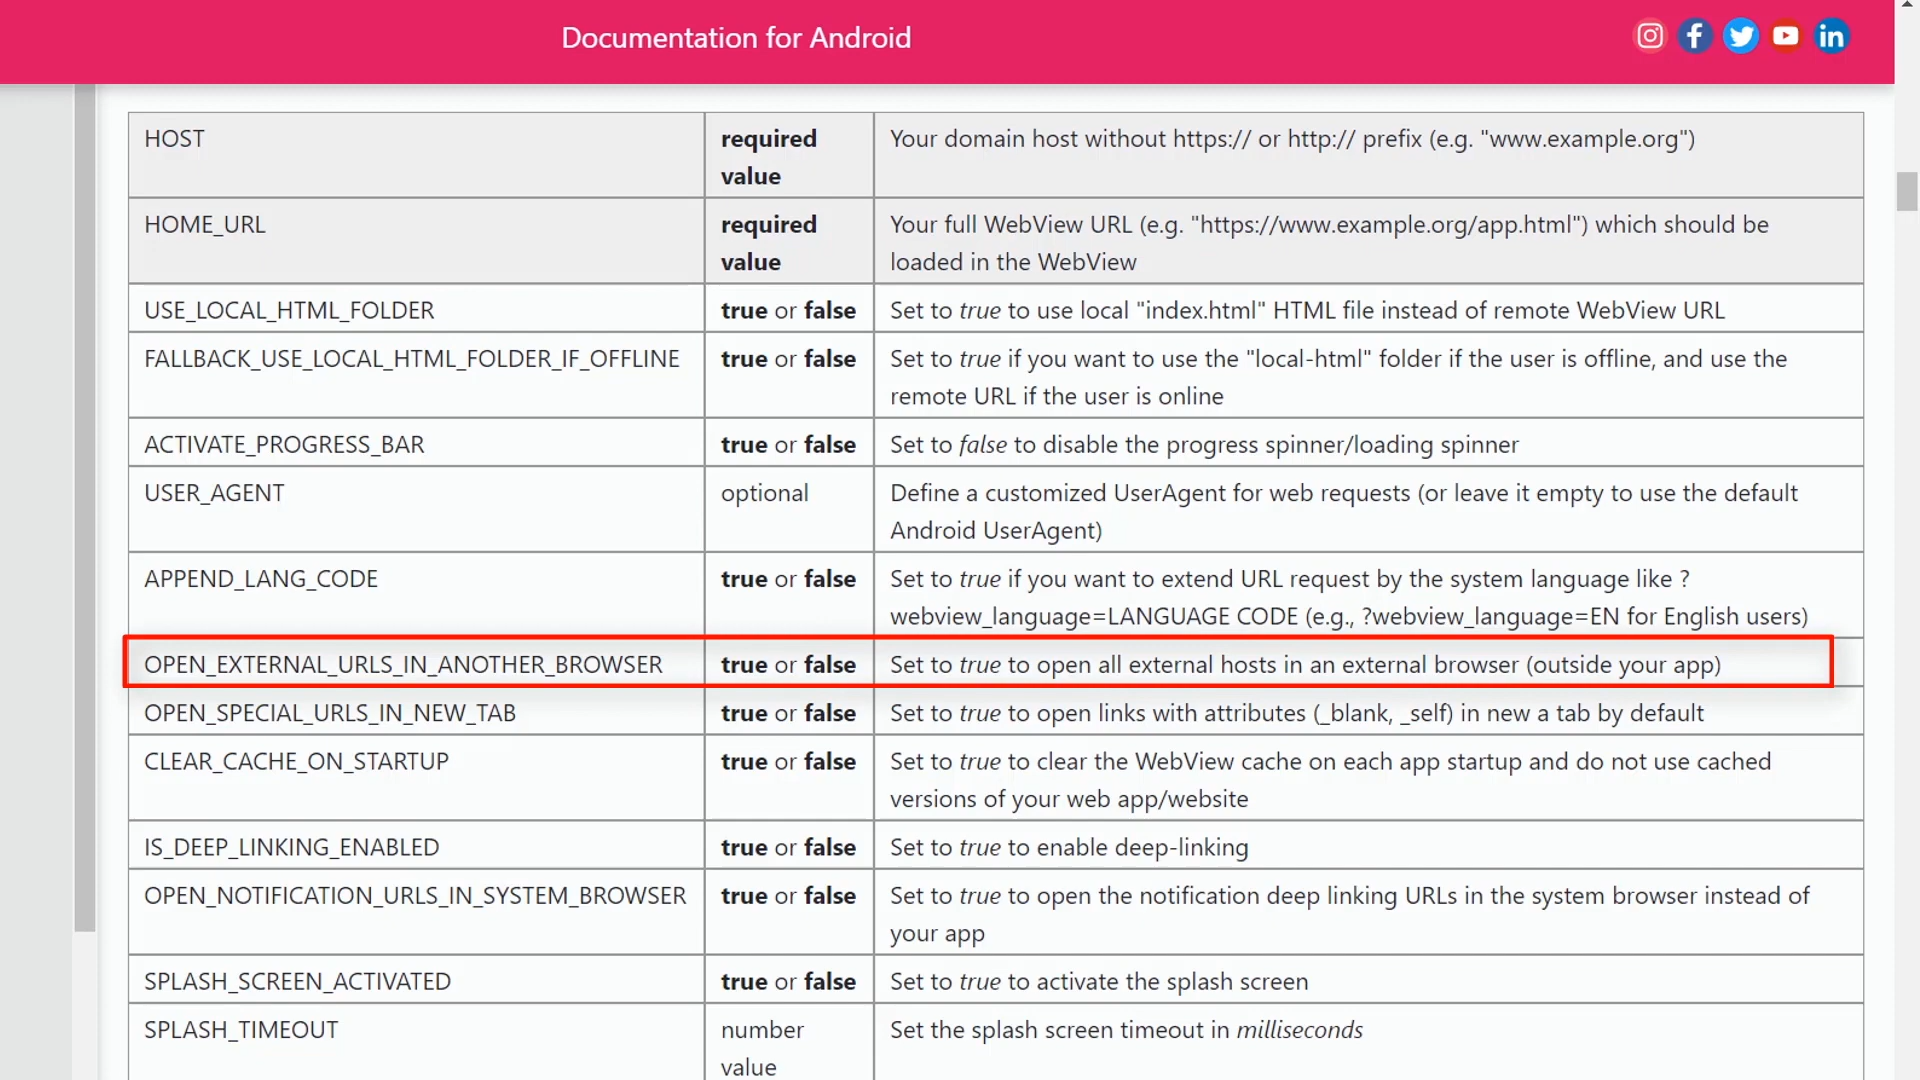 Documentation for Android
HOST
required
value
Your domain host without https:// or http:// prefix (e.g. "www.example.org")
HOME_URL
required
value
Your full WebView URL (e.g. "https://www.example.org/app.html") which should be
loaded in the WebView
USE_LOCAL_HTML_FOLDER
true or false
Set to true to use local "index.html" HTML file instead of remote WebView URL
FALLBACK_USE_LOCAL_HTML_FOLDER_IF_OFFLINE
true or false
Set to true if you want to use the "local-html" folder if the user is offline, and use the
remote URL if the user is online
ACTIVATE_PROGRESS_BAR
true or false
Set to false to disable the progress spinner/loading spinner
USER_AGENT
optional
Define a customized UserAgent for web requests (or leave it empty to use the default
Android UserAgent)
APPEND_LANG_CODE
true or false
Set to true if you want to extend URL request by the system language like ?
webview_language=LANGUAGE CODE (e.g., ?webview_language=EN for English users)
OPEN_EXTERNAL_URLS_IN_ANOTHER_BROWSER
true or false
Set to true to open all external hosts in an external browser (outside your app)
OPEN_SPECIAL_URLS_IN_NEW_TAB
true or false
Set to true to open links with attributes (_blank, _self) in new a tab by default
CLEAR_CACHE_ON_STARTUP
true or false
Set to true to clear the WebView cache on each app startup and do not use cached
versions of your web app/website
IS_DEEP_LINKING_ENABLED
true or false
Set to true to enable deep-linking
OPEN_NOTIFICATION_URLS_IN_SYSTEM_BROWSER
true or false
Set to true to open the notification deep linking URLs in the system browser instead of
your app
SPLASH_SCREEN_ACTIVATED
true or false
Set to true to activate the splash screen
SPLASH_TIMEOUT
number
value
Set the splash screen timeout in milliseconds